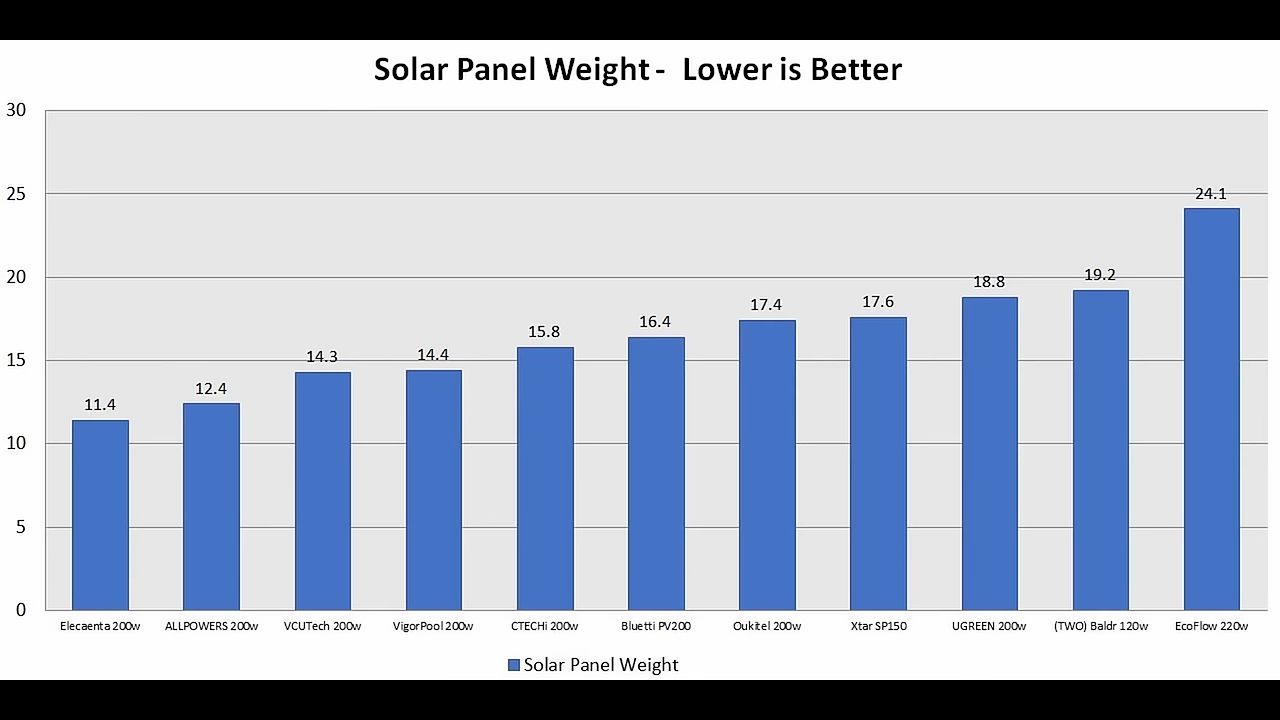 Solar Panel Weight - Lower is Better
30
25
20
15
10
5
0
11.4
12.4
14.3
14.4
15.8
16.4
17.4
17.6
18.8
19.2
24.1
Elecaenta 200w
ALLPOWERS 200w
VCUTech 200w
VigorPool 200w
CTECHi 200w
Bluetti PV200
Oukitel 200w
Xtar SP150
UGREEN 200w
(TWO) Baldr 120w
EcoFlow 220w
Solar Panel Weight